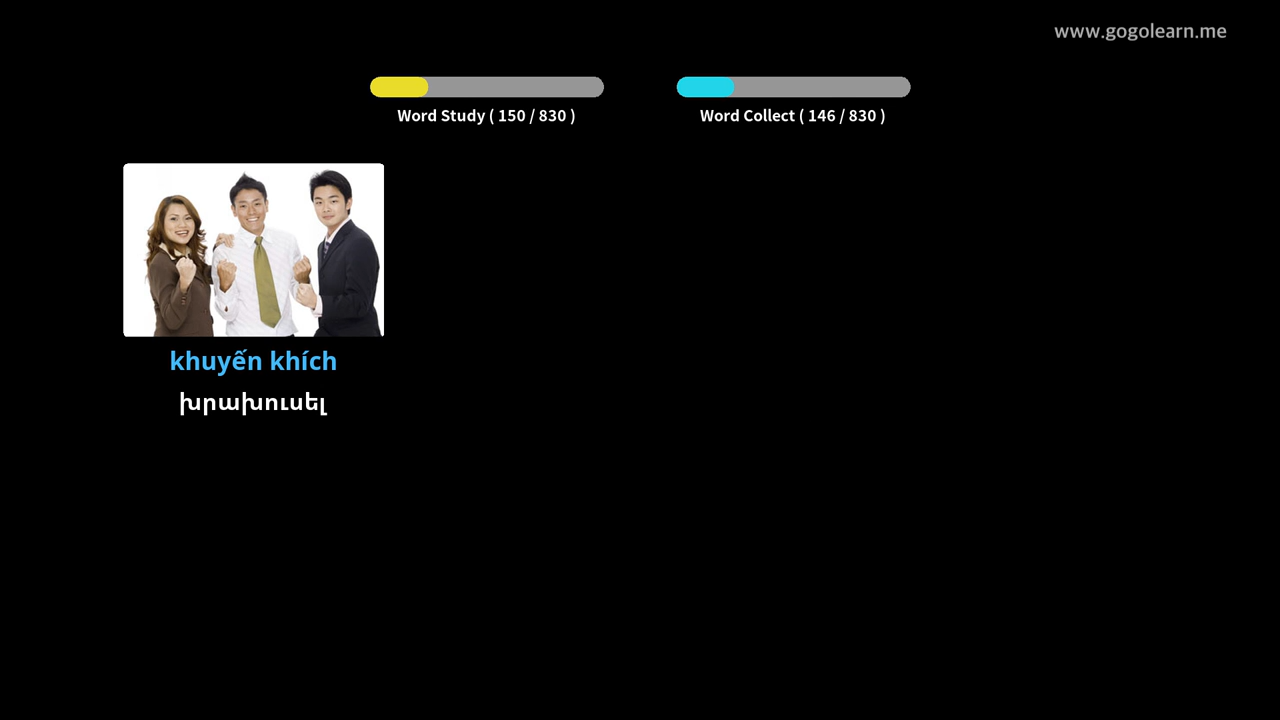 www.gogolearn.me
Word Study ( 150 / 830 )
Word Collect ( 146 / 830 )
khuyến khích
խրախուսել